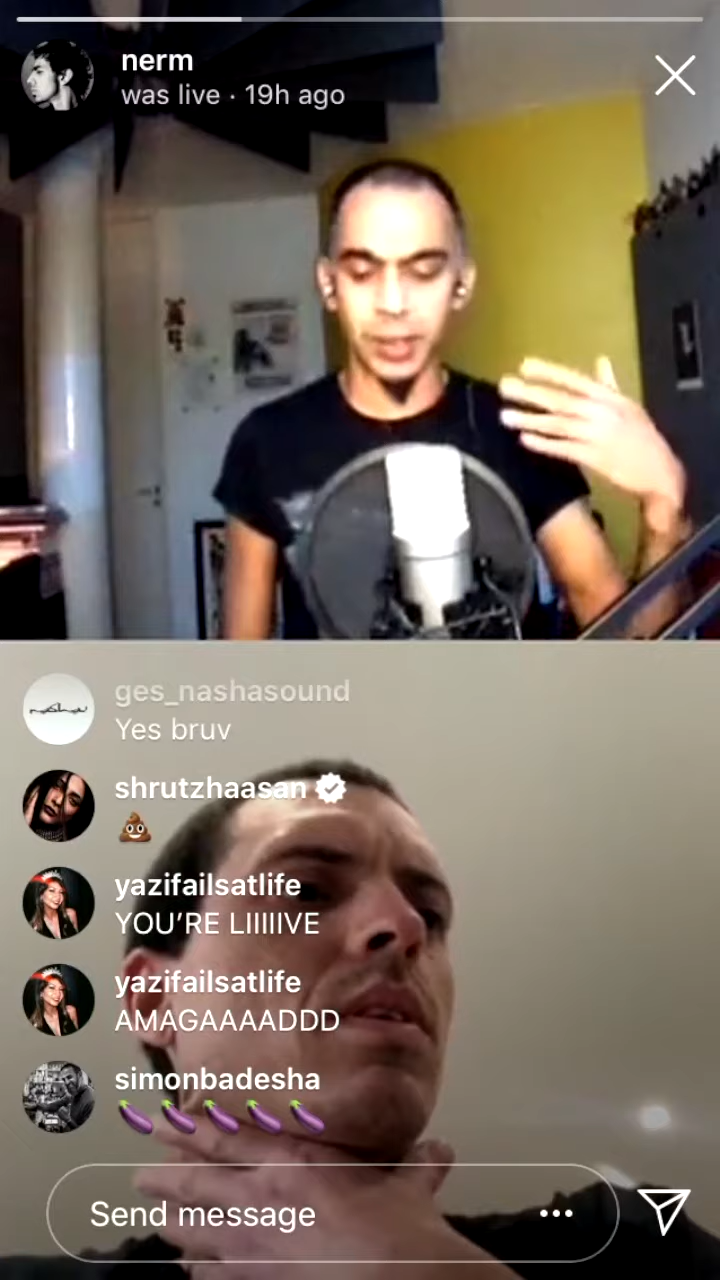 nerm
was live · 19h ago
ges_nashasound
Yes bruv
shrutzhaasan
💩
yazifailsatlife
YOU'RE LIIIIIVE
yazifailsatlife
AMAGAAAADDD
simonbadesha
🍆🍆🍆🍆🍆
Send message